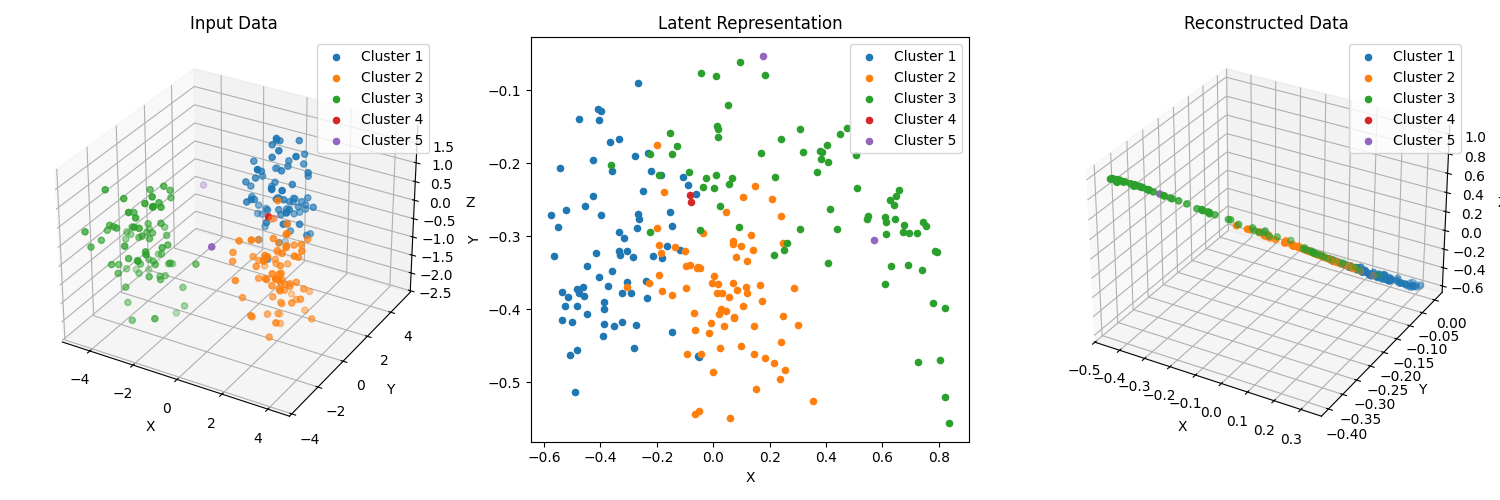 Input Data
Cluster 1
Cluster 2
Cluster 3
Cluster 4
Cluster 5
1.5
1.0
0.5
0.0
−0.5
−1.0
−1.5
−2.0
−2.5
Z
−4
−2
0
2
4
X
−4
−2
0
2
4
Y
Latent Representation
Cluster 1
Cluster 2
Cluster 3
Cluster 4
Cluster 5
−0.1
−0.2
−0.3
−0.4
−0.5
Y
−0.6
−0.4
−0.2
0.0
0.2
0.4
0.6
0.8
X
Reconstructed Data
Cluster 1
Cluster 2
Cluster 3
Cluster 4
Cluster 5
1.0
0.8
0.6
0.4
0.2
0.0
−0.2
−0.4
−0.6
−0.5
−0.4
−0.3
−0.2
−0.1
0.0
0.1
0.2
0.3
X
0.00
−0.05
−0.10
−0.15
−0.20
−0.25
−0.30
−0.35
−0.40
Y